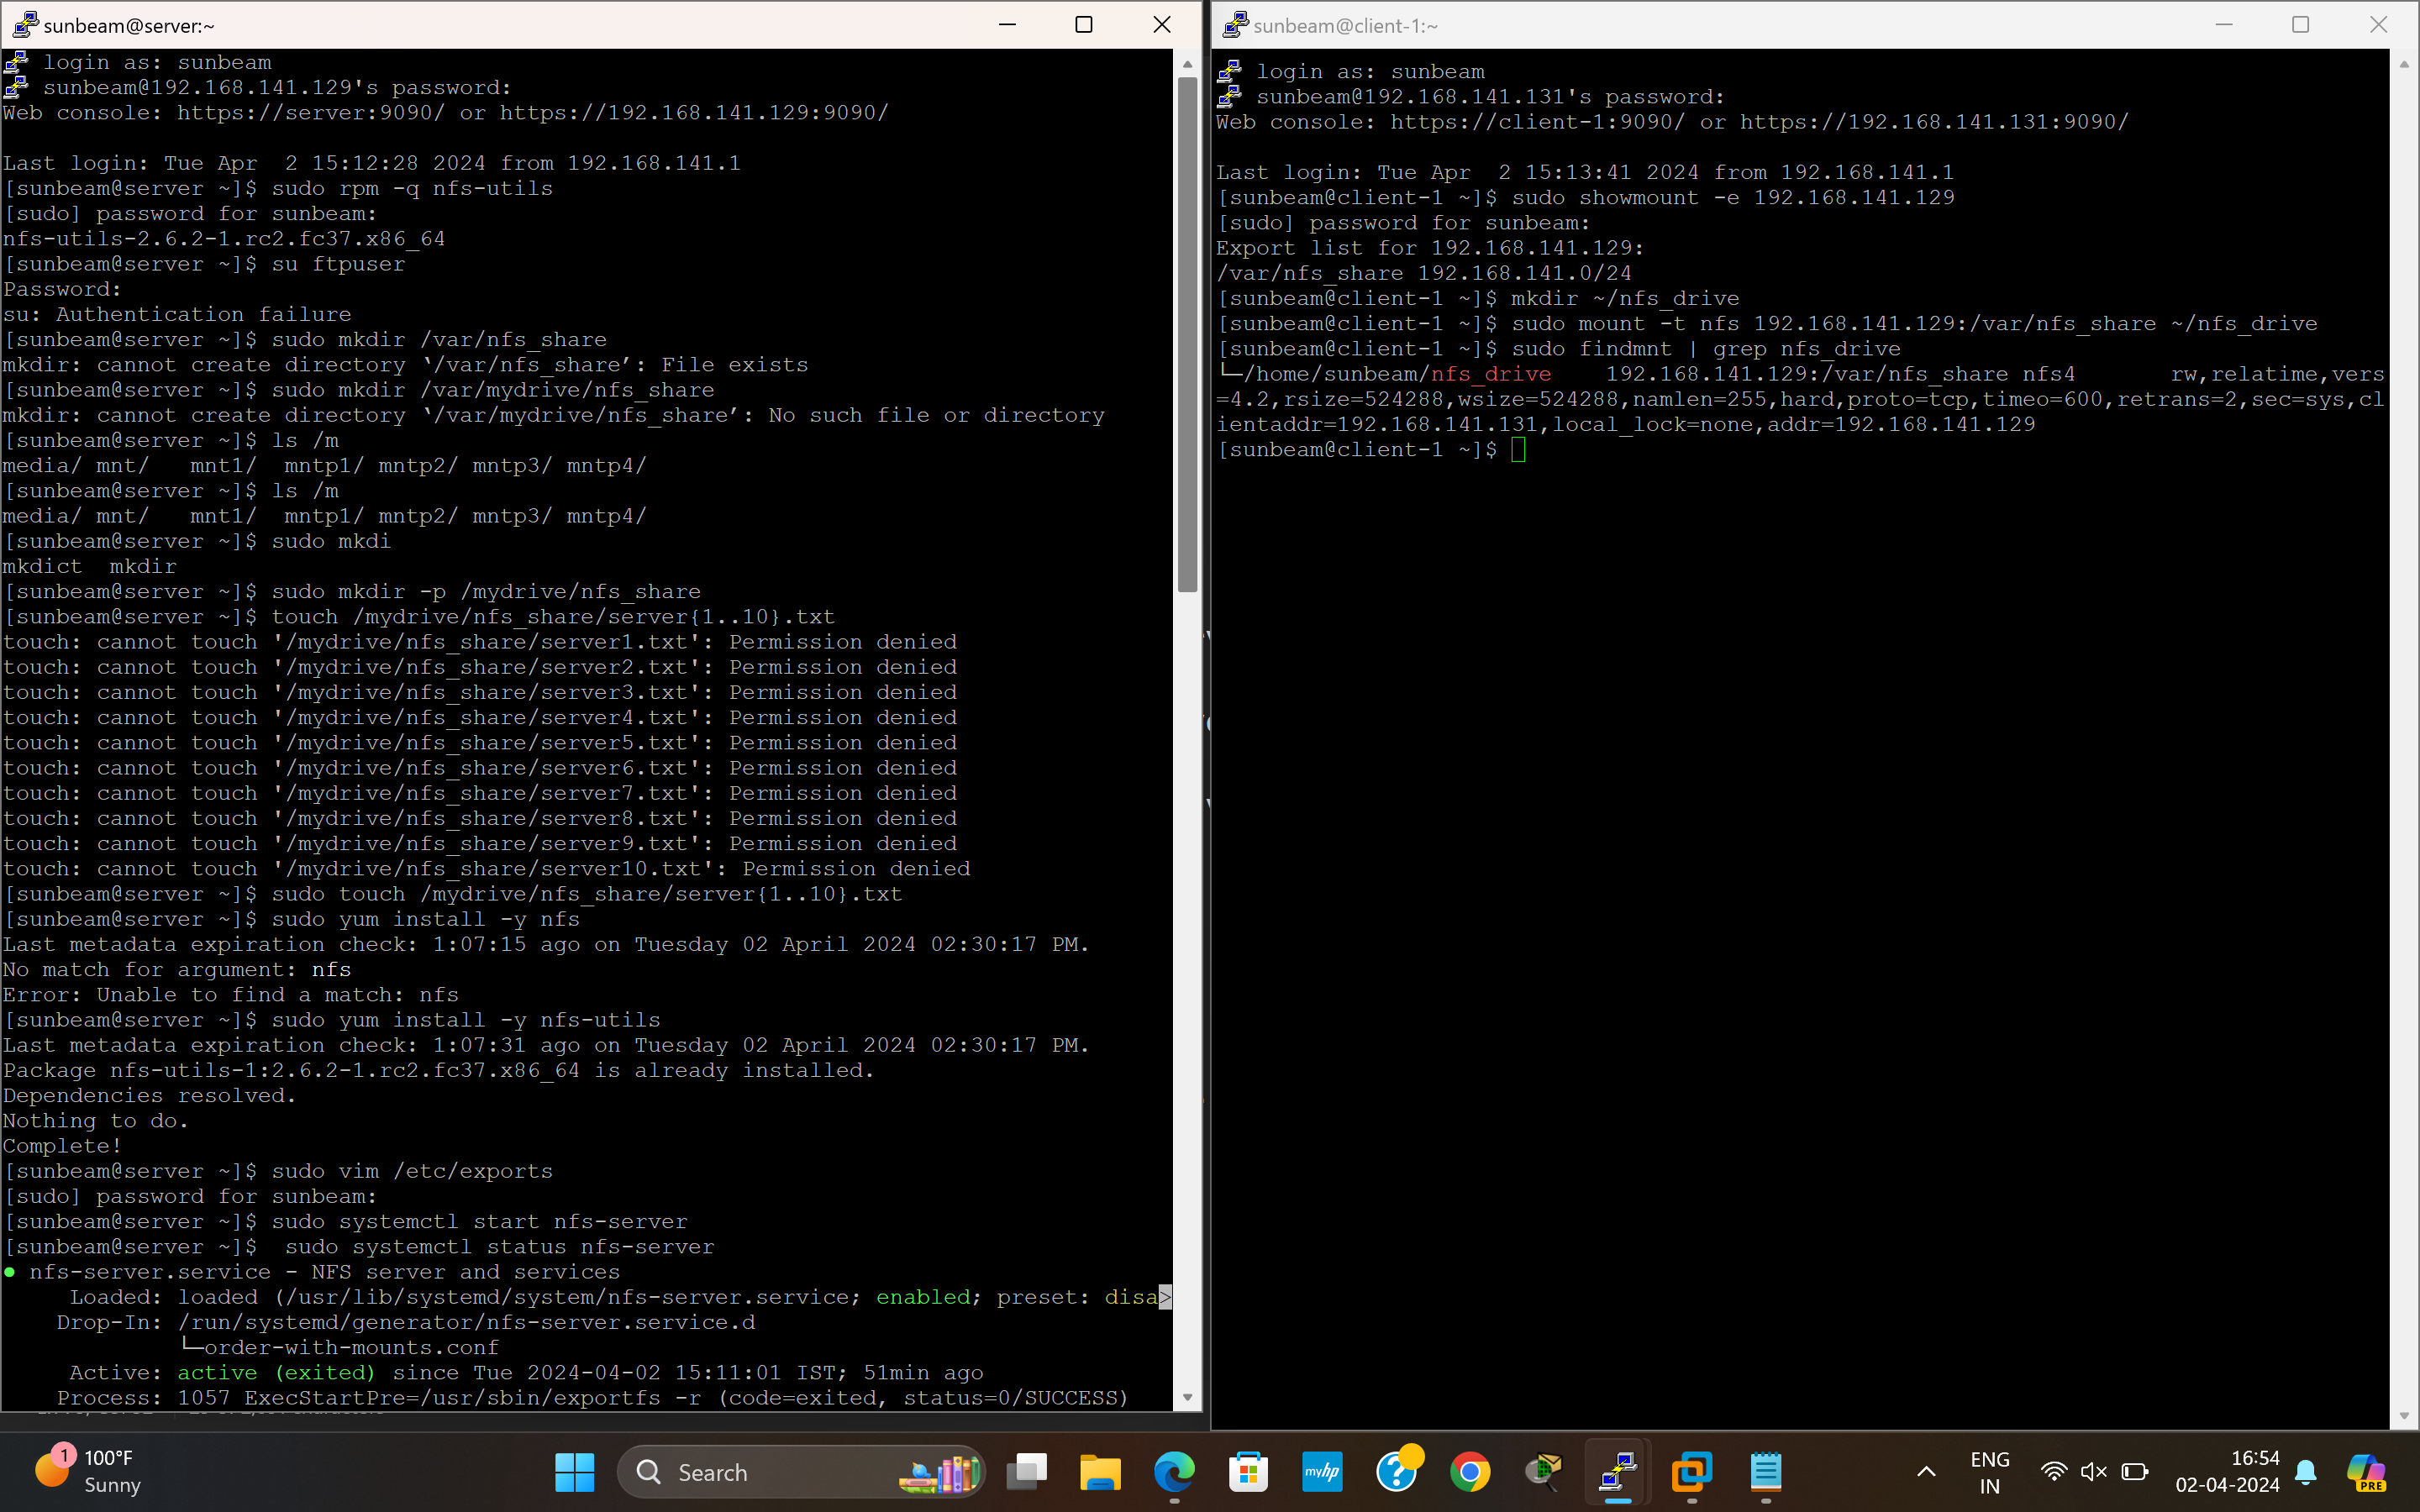 sunbeam@server:~
login as: sunbeam
sunbeam@192.168.141.129's password:
Web console: https://server:9090/ or https://192.168.141.129:9090/
Last login: Tue Apr  2 15:12:28 2024 from 192.168.141.1
[sunbeam@server ~]$ sudo rpm -q nfs-utils
[sudo] password for sunbeam:
nfs-utils-2.6.2-1.rc2.fc37.x86_64
[sunbeam@server ~]$ su ftpuser
Password:
su: Authentication failure
[sunbeam@server ~]$ sudo mkdir /var/nfs_share
mkdir: cannot create directory ‘/var/nfs_share’: File exists
[sunbeam@server ~]$ sudo mkdir /var/mydrive/nfs_share
mkdir: cannot create directory ‘/var/mydrive/nfs_share’: No such file or directory
[sunbeam@server ~]$ ls /m
media/ mnt/   mnt1/  mntp1/ mntp2/ mntp3/ mntp4/
[sunbeam@server ~]$ ls /m
media/ mnt/   mnt1/  mntp1/ mntp2/ mntp3/ mntp4/
[sunbeam@server ~]$ sudo mkdi
mkdict  mkdir
[sunbeam@server ~]$ sudo mkdir -p /mydrive/nfs_share
[sunbeam@server ~]$ touch /mydrive/nfs_share/server{1..10}.txt
touch: cannot touch '/mydrive/nfs_share/server1.txt': Permission denied
touch: cannot touch '/mydrive/nfs_share/server2.txt': Permission denied
touch: cannot touch '/mydrive/nfs_share/server3.txt': Permission denied
touch: cannot touch '/mydrive/nfs_share/server4.txt': Permission denied
touch: cannot touch '/mydrive/nfs_share/server5.txt': Permission denied
touch: cannot touch '/mydrive/nfs_share/server6.txt': Permission denied
touch: cannot touch '/mydrive/nfs_share/server7.txt': Permission denied
touch: cannot touch '/mydrive/nfs_share/server8.txt': Permission denied
touch: cannot touch '/mydrive/nfs_share/server9.txt': Permission denied
touch: cannot touch '/mydrive/nfs_share/server10.txt': Permission denied
[sunbeam@server ~]$ sudo touch /mydrive/nfs_share/server{1..10}.txt
[sunbeam@server ~]$ sudo yum install -y nfs
Last metadata expiration check: 1:07:15 ago on Tuesday 02 April 2024 02:30:17 PM.
No match for argument: nfs
Error: Unable to find a match: nfs
[sunbeam@server ~]$ sudo yum install -y nfs-utils
Last metadata expiration check: 1:07:31 ago on Tuesday 02 April 2024 02:30:17 PM.
Package nfs-utils-1:2.6.2-1.rc2.fc37.x86_64 is already installed.
Dependencies resolved.
Nothing to do.
Complete!
[sunbeam@server ~]$ sudo vim /etc/exports
[sudo] password for sunbeam:
[sunbeam@server ~]$ sudo systemctl start nfs-server
[sunbeam@server ~]$  sudo systemctl status nfs-server
● nfs-server.service - NFS server and services
     Loaded: loaded (/usr/lib/systemd/system/nfs-server.service; enabled; preset: disa>
    Drop-In: /run/systemd/generator/nfs-server.service.d
             └─order-with-mounts.conf
     Active: active (exited) since Tue 2024-04-02 15:11:01 IST; 51min ago
    Process: 1057 ExecStartPre=/usr/sbin/exportfs -r (code=exited, status=0/SUCCESS)
sunbeam@client-1:~
login as: sunbeam
sunbeam@192.168.141.131's password:
Web console: https://client-1:9090/ or https://192.168.141.131:9090/
Last login: Tue Apr  2 15:13:41 2024 from 192.168.141.1
[sunbeam@client-1 ~]$ sudo showmount -e 192.168.141.129
[sudo] password for sunbeam:
Export list for 192.168.141.129:
/var/nfs_share 192.168.141.0/24
[sunbeam@client-1 ~]$ mkdir ~/nfs_drive
[sunbeam@client-1 ~]$ sudo mount -t nfs 192.168.141.129:/var/nfs_share ~/nfs_drive
[sunbeam@client-1 ~]$ sudo findmnt | grep nfs_drive
└─/home/sunbeam/nfs_drive    192.168.141.129:/var/nfs_share nfs4       rw,relatime,vers
=4.2,rsize=524288,wsize=524288,namlen=255,hard,proto=tcp,timeo=600,retrans=2,sec=sys,cl
ientaddr=192.168.141.131,local_lock=none,addr=192.168.141.129
[sunbeam@client-1 ~]$
1
100°F
Sunny
Search
myhp
ENG
IN
16:54
02-04-2024
PRE